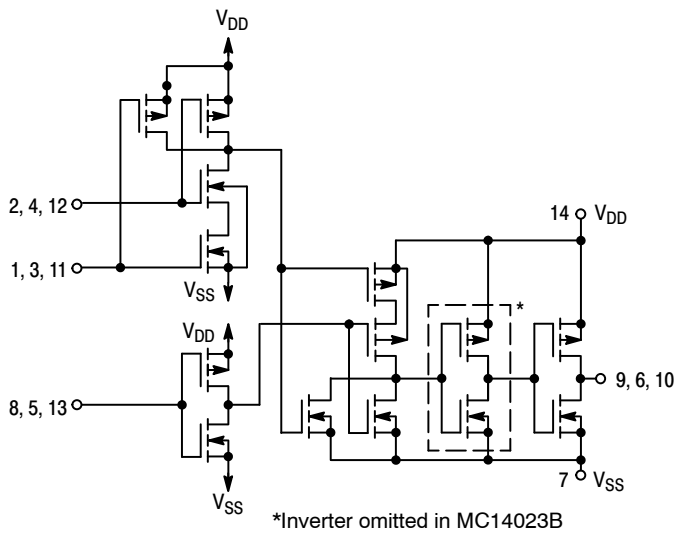 VDD
2, 4, 12
1, 3, 11
VSS
14 VDD
*
VDD
8, 5, 13
9, 6, 10
7 VSS
VSS
*Inverter omitted in MC14023B